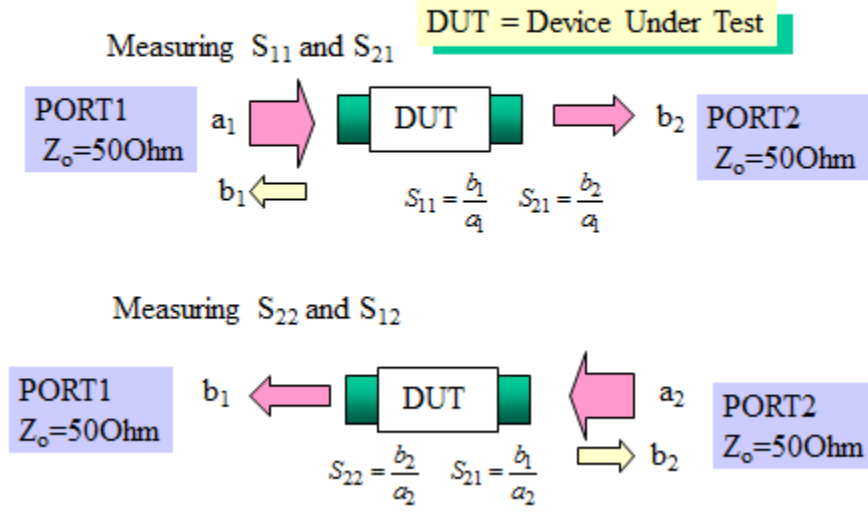 DUT = Device Under Test
Measuring S₁₁ and S₂₁
PORT1
Zₒ=50Ohm
a₁
DUT
b₂
PORT2
Zₒ=50Ohm
b₁
S₁₁ = b₁/a₁ S₂₁ = b₂/a₁
Measuring S₂₂ and S₁₂
PORT1
Zₒ=50Ohm
b₁
DUT
a₂
PORT2
Zₒ=50Ohm
b₂
S₂₂ = b₂/a₂ S₂₁ = b₁/a₂